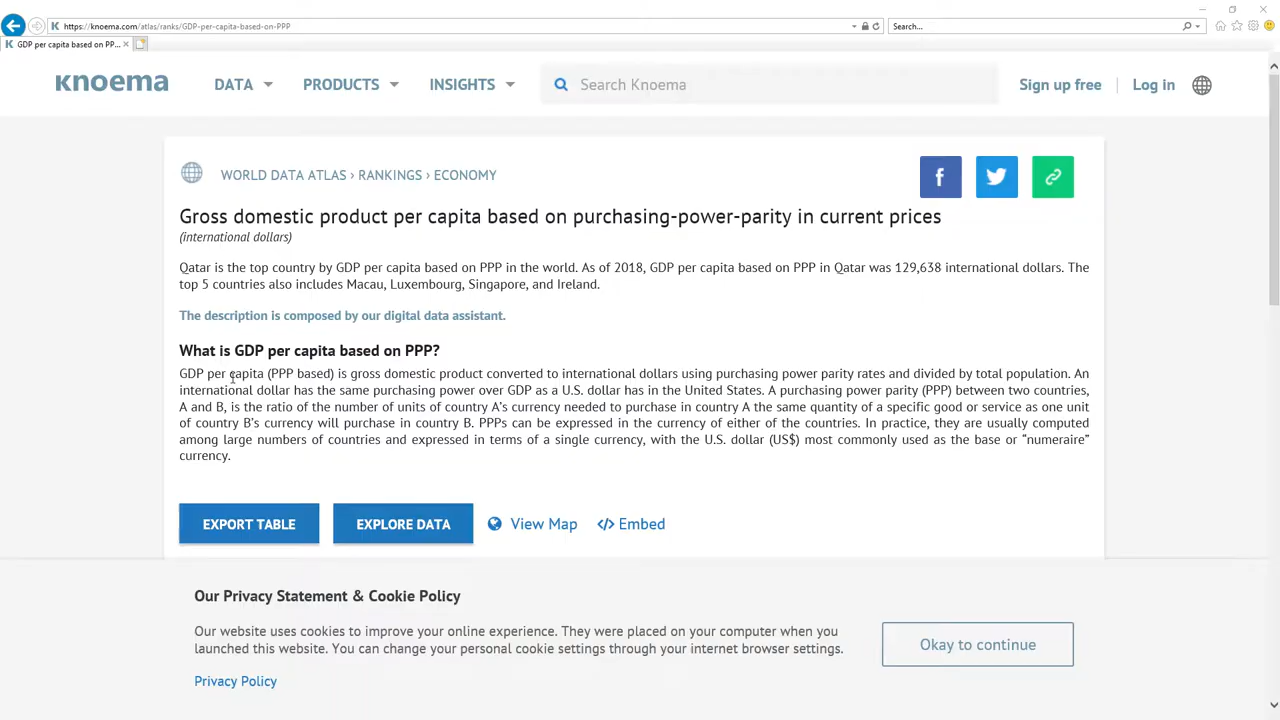 https://knoema.com/atlas/ranks/GDP-per-capita-based-on-PPP
Search...
GDP per capita based on PP...
knoema
DATA
PRODUCTS
INSIGHTS
Search Knoema
Sign up free
Log in
WORLD DATA ATLAS › RANKINGS › ECONOMY
Gross domestic product per capita based on purchasing-power-parity in current prices
(international dollars)
Qatar is the top country by GDP per capita based on PPP in the world. As of 2018, GDP per capita based on PPP in Qatar was 129,638 international dollars. The
top 5 countries also includes Macau, Luxembourg, Singapore, and Ireland.
The description is composed by our digital data assistant.
What is GDP per capita based on PPP?
GDP per capita (PPP based) is gross domestic product converted to international dollars using purchasing power parity rates and divided by total population. An
international dollar has the same purchasing power over GDP as a U.S. dollar has in the United States. A purchasing power parity (PPP) between two countries,
A and B, is the ratio of the number of units of country A’s currency needed to purchase in country A the same quantity of a specific good or service as one unit
of country B’s currency will purchase in country B. PPPs can be expressed in the currency of either of the countries. In practice, they are usually computed
among large numbers of countries and expressed in terms of a single currency, with the U.S. dollar (US$) most commonly used as the base or “numeraire”
currency.
EXPORT TABLE
EXPLORE DATA
View Map
Embed
Our Privacy Statement & Cookie Policy
Our website uses cookies to improve your online experience. They were placed on your computer when you
launched this website. You can change your personal cookie settings through your internet browser settings.
Okay to continue
Privacy Policy